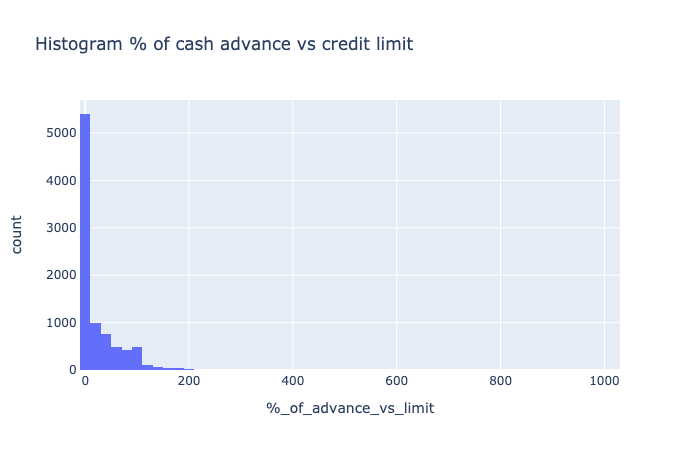 Histogram % of cash advance vs credit limit
5000
4000
3000
2000
1000
0
count
0 200 400 600 800 1000
%_of_advance_vs_limit